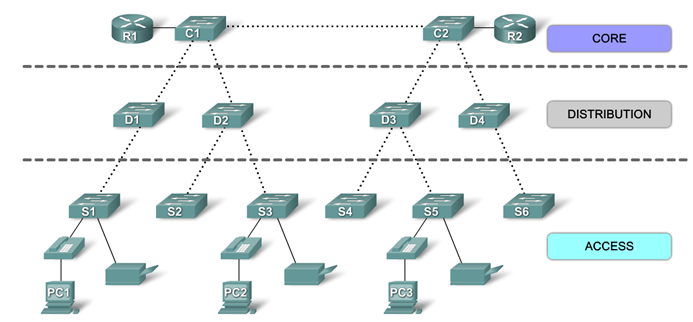 R1
C1
C2
R2
CORE
D1
D2
D3
D4
DISTRIBUTION
S1
S2
S3
S4
S5
S6
ACCESS
PC1
PC2
PC3